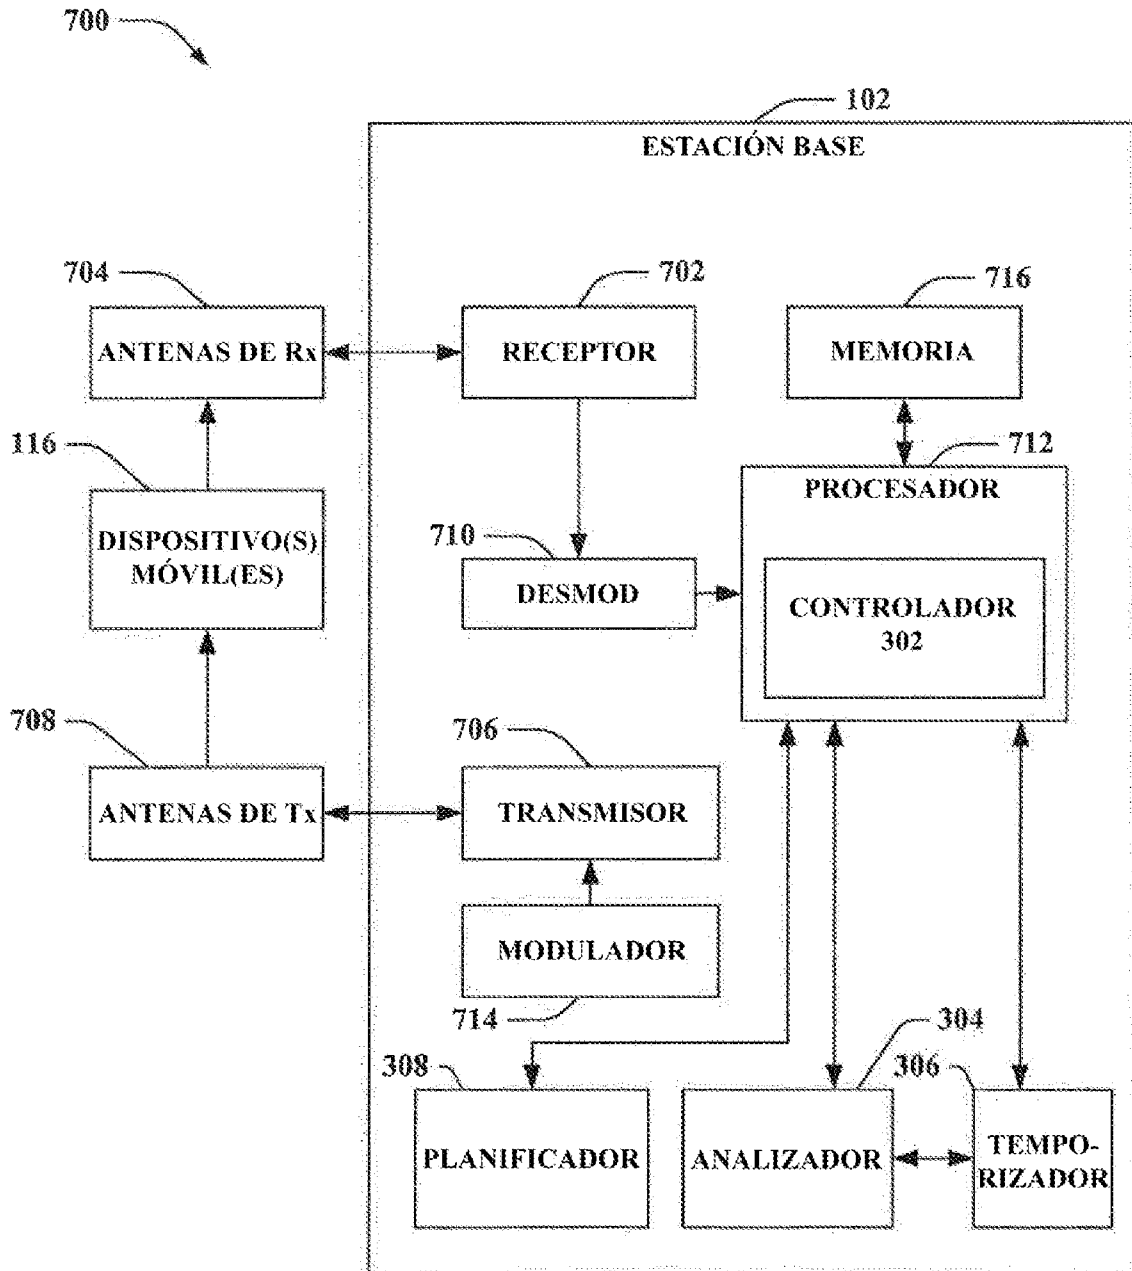 700
102
ESTACIÓN BASE
704
702
716
ANTENAS DE Rx
RECEPTOR
MEMORIA
116
712
PROCESADOR
DISPOSITIVO(S)
MÓVIL(ES)
710
DESMOD
CONTROLADOR
302
708
706
ANTENAS DE Tx
TRANSMISOR
MODULADOR
714
308
304
306
PLANIFICADOR
ANALIZADOR
TEMPO-
RIZADOR